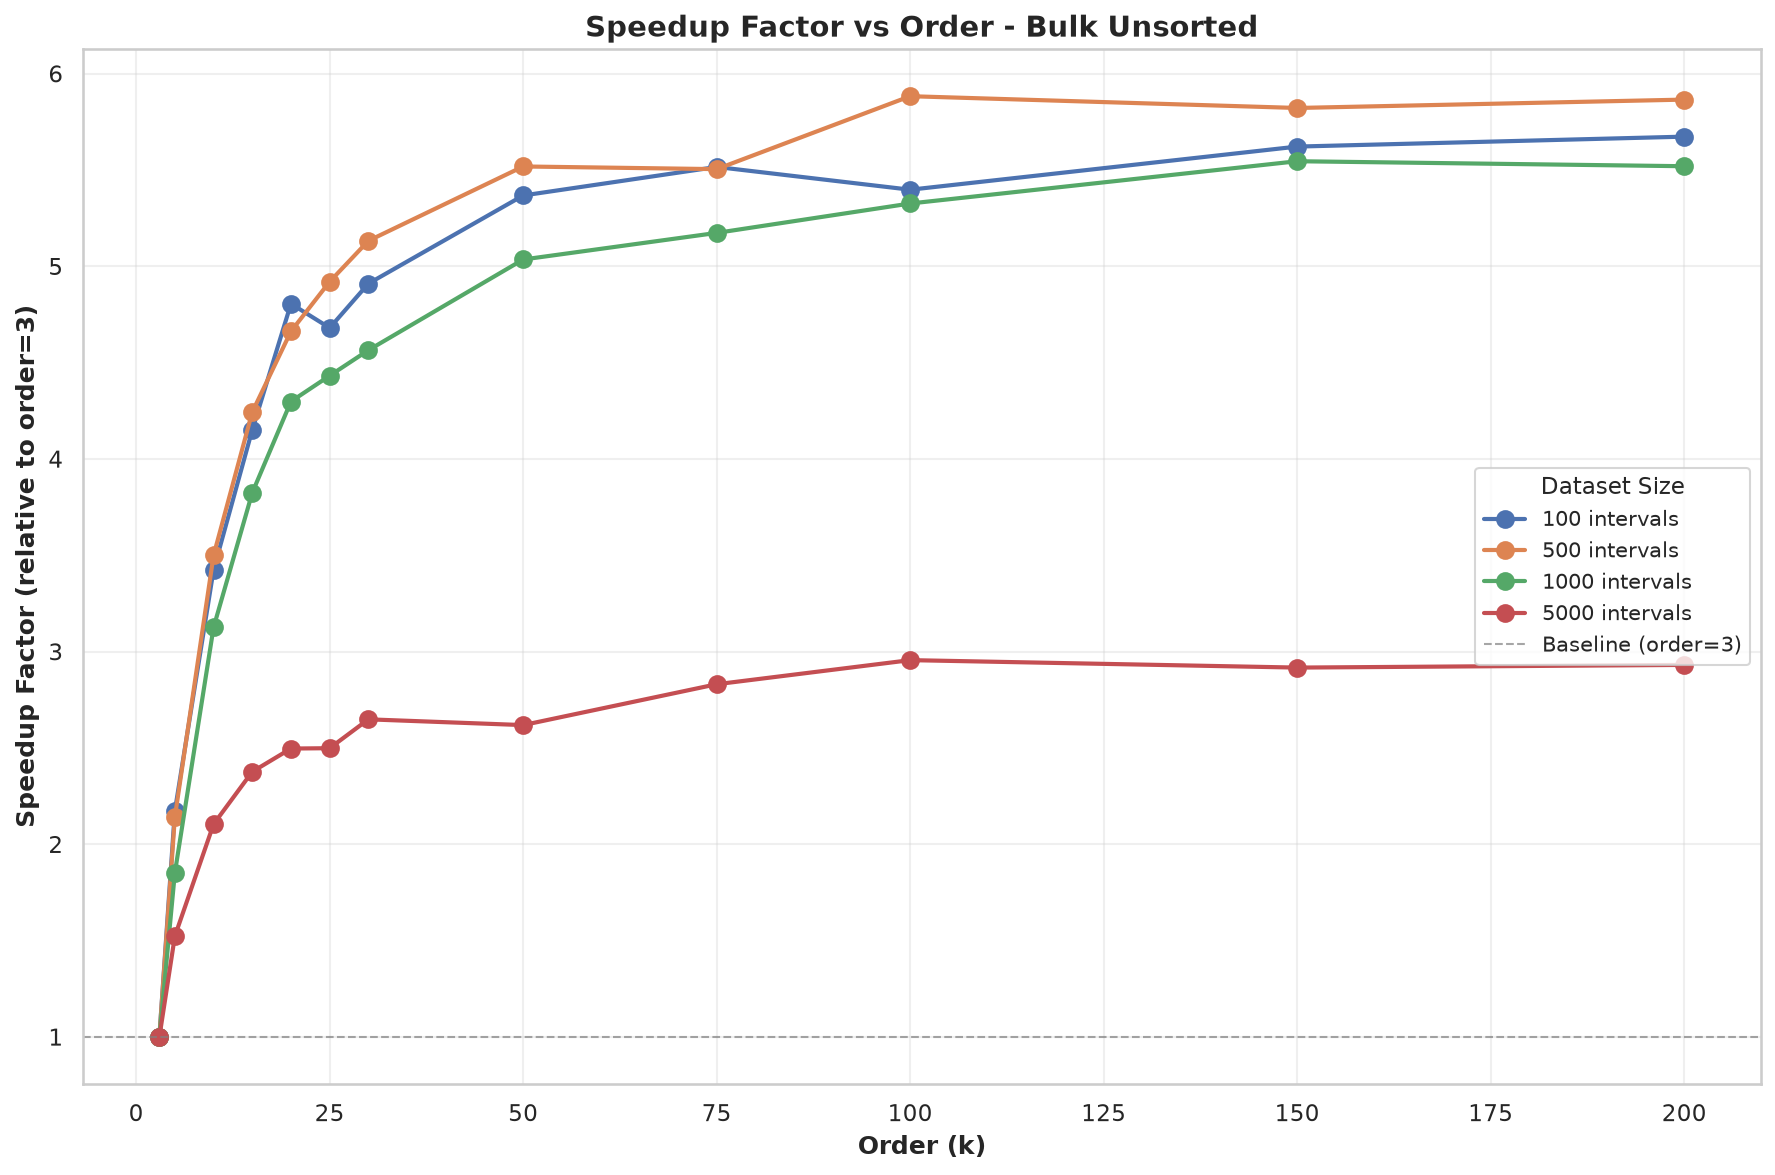 Speedup Factor vs Order - Bulk Unsorted
Speedup Factor (relative to order=3)
6
5
4
3
2
1
Dataset Size
100 intervals
500 intervals
1000 intervals
5000 intervals
Baseline (order=3)
0 25 50 75 100 125 150 175 200
Order (k)